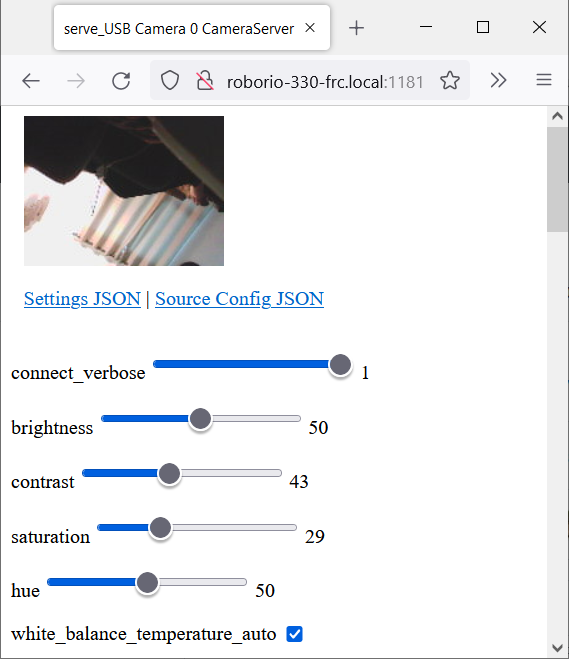 serve_USB Camera 0 CameraServer
roborio-330-frc.local:1181
Settings JSON | Source Config JSON
connect_verbose 1
brightness 50
contrast 43
saturation 29
hue 50
white_balance_temperature_auto